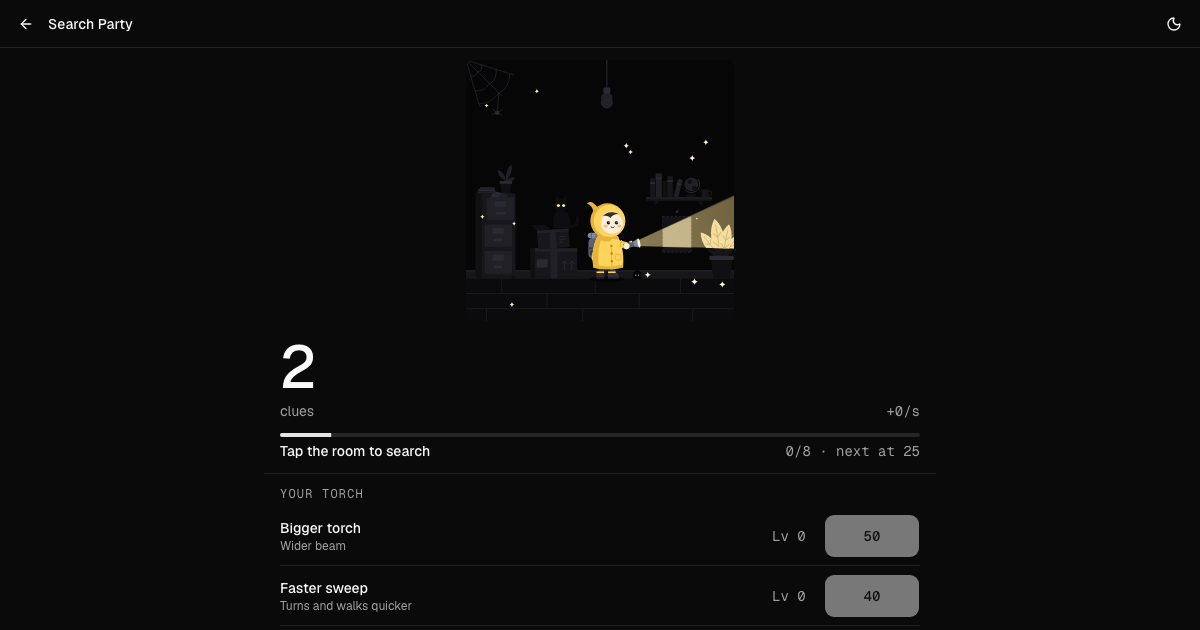 Search Party
2
clues
+0/s
Tap the room to search
0/8 · next at 25
YOUR TORCH
Bigger torch
Wider beam
Lv 0
50
Faster sweep
Turns and walks quicker
Lv 0
40